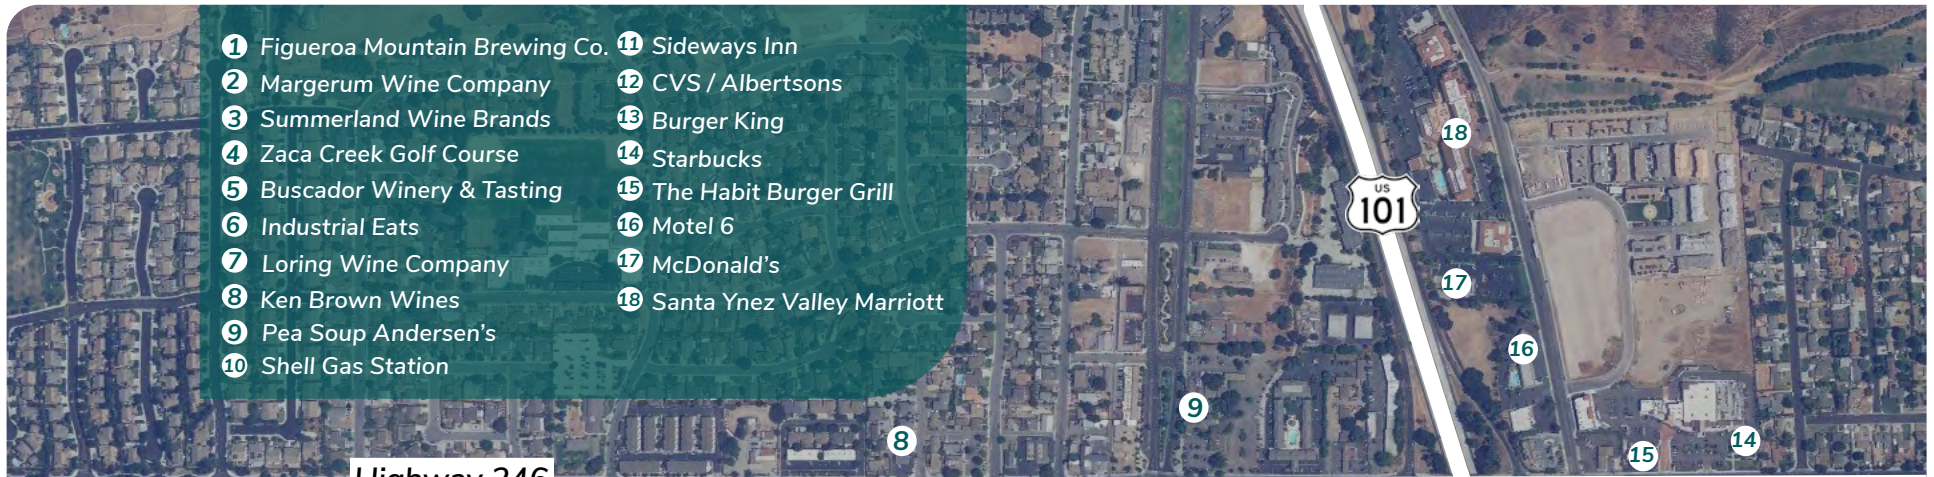 1 Figueroa Mountain Brewing Co.
2 Margerum Wine Company
3 Summerland Wine Brands
4 Zaca Creek Golf Course
5 Buscador Winery & Tasting
6 Industrial Eats
7 Loring Wine Company
8 Ken Brown Wines
9 Pea Soup Andersen's
10 Shell Gas Station
11 Sideways Inn
12 CVS / Albertsons
13 Burger King
14 Starbucks
15 The Habit Burger Grill
16 Motel 6
17 McDonald's
18 Santa Ynez Valley Marriott
18
US
101
17
16
9
8
14
15
Highway 246